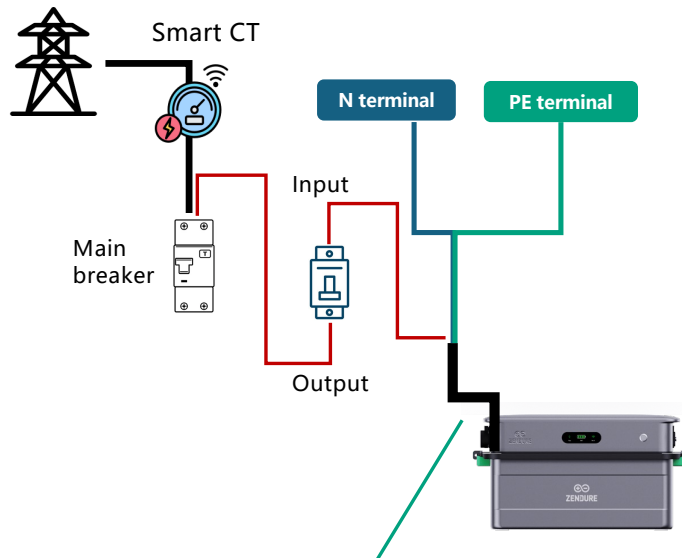 Smart CT
N terminal
PE terminal
Input
Main
breaker
T
Output
ZENDURE